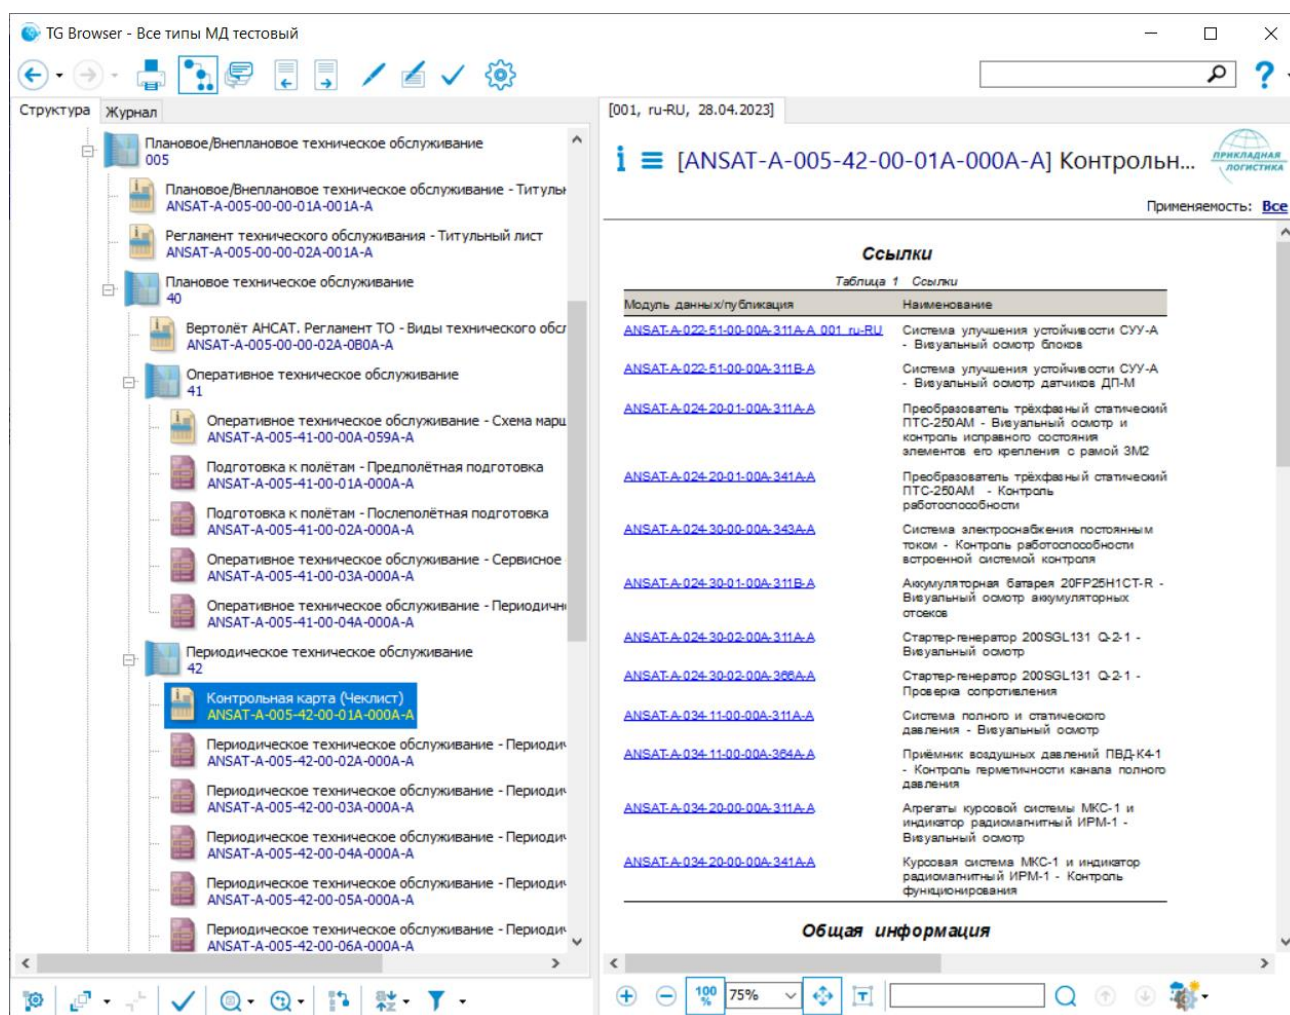 TG Browser - Все типы МД тестовый
Структура
Журнал
Плановое/Внеплановое техническое обслуживание
005
Плановое/Внеплановое техническое обслуживание - Титульн
ANSAT-A-005-00-00-01A-001A-A
Регламент технического обслуживания - Титульный лист
ANSAT-A-005-00-00-02A-001A-A
Плановое техническое обслуживание
40
Вертолёт АНСАТ. Регламент ТО - Виды технического обсл
ANSAT-A-005-00-00-02A-0B0A-A
Оперативное техническое обслуживание
41
Оперативное техническое обслуживание - Схема марш
ANSAT-A-005-41-00-00A-059A-A
Подготовка к полётам - Предполётная подготовка
ANSAT-A-005-41-00-01A-000A-A
Подготовка к полётам - Послеполётная подготовка
ANSAT-A-005-41-00-02A-000A-A
Оперативное техническое обслуживание - Сервисное
ANSAT-A-005-41-00-03A-000A-A
Оперативное техническое обслуживание - Периодичн
ANSAT-A-005-41-00-04A-000A-A
Периодическое техническое обслуживание
42
Контрольная карта (Чеклист)
ANSAT-A-005-42-00-01A-000A-A
Периодическое техническое обслуживание - Периодич
ANSAT-A-005-42-00-02A-000A-A
Периодическое техническое обслуживание - Периодич
ANSAT-A-005-42-00-03A-000A-A
Периодическое техническое обслуживание - Периодич
ANSAT-A-005-42-00-04A-000A-A
Периодическое техническое обслуживание - Периодич
ANSAT-A-005-42-00-05A-000A-A
Периодическое техническое обслуживание - Периодич
ANSAT-A-005-42-00-06A-000A-A
[001, ru-RU, 28.04.2023]
[ANSAT-A-005-42-00-01A-000A-A] Контрольн...
ПРИКЛАДНАЯ
ЛОГИСТИКА
Применяемость: Все
Ссылки
Таблица 1 Ссылки
Модуль данных/публикация Наименование
ANSAT-A-022-51-00-00A-311A-A_001_ru-RU Система улучшения устойчивости СУУ-А
- Визуальный осмотр блоков
ANSAT-A-022-51-00-00A-311B-A Система улучшения устойчивости СУУ-А
- Визуальный осмотр датчиков ДП-М
ANSAT-A-024-20-01-00A-311A-A Преобразователь трёхфазный статический
ПТС-250АМ - Визуальный осмотр и
контроль исправного состояния
элементов его крепления с рамой 3М2
ANSAT-A-024-20-01-00A-341A-A Преобразователь трёхфазный статический
ПТС-250АМ - Контроль
работоспособности
ANSAT-A-024-30-00-00A-343A-A Система электроснабжения постоянным
током - Контроль работоспособности
встроенной системой контроля
ANSAT-A-024-30-01-00A-311B-A Аккумуляторная батарея 20FP25H1CT-R -
Визуальный осмотр аккумуляторных
отсеков
ANSAT-A-024-30-02-00A-311A-A Стартер-генератор 200SGL131 Q-2-1 -
Визуальный осмотр
ANSAT-A-024-30-02-00A-366A-A Стартер-генератор 200SGL131 Q-2-1 -
Проверка сопротивления
ANSAT-A-034-11-00-00A-311A-A Система полного и статического
давления - Визуальный осмотр
ANSAT-A-034-11-00-00A-364A-A Приёмник воздушных давлений ПВД-К4-1
- Контроль герметичности канала полного
давления
ANSAT-A-034-20-00-00A-311A-A Агрегаты курсовой системы МКС-1 и
индикатор радиомагнитный ИРМ-1 -
Визуальный осмотр
ANSAT-A-034-20-00-00A-341A-A Курсовая система МКС-1 и индикатор
радиомагнитный ИРМ-1 - Контроль
функционирования
Общая информация
100
%
75%